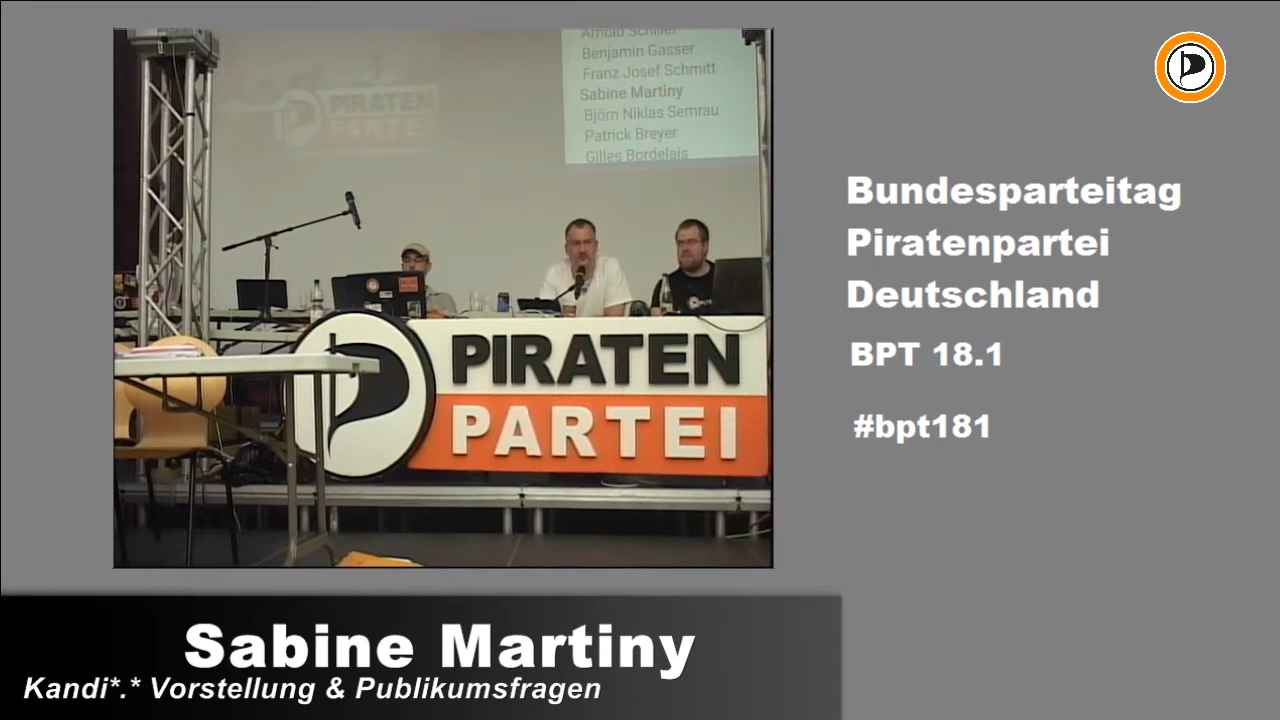 Arnold Schiller
Benjamin Gasser
Franz Josef Schmitt
Sabine Martiny
Björn Niklas Semrau
Patrick Breyer
Gilles Bordelais
PIRATEN
PARTEI
PIRATEN
PARTEI
Bundesparteitag
Piratenpartei
Deutschland
BPT 18.1
#bpt181
Sabine Martiny
Kandi*.* Vorstellung & Publikumsfragen